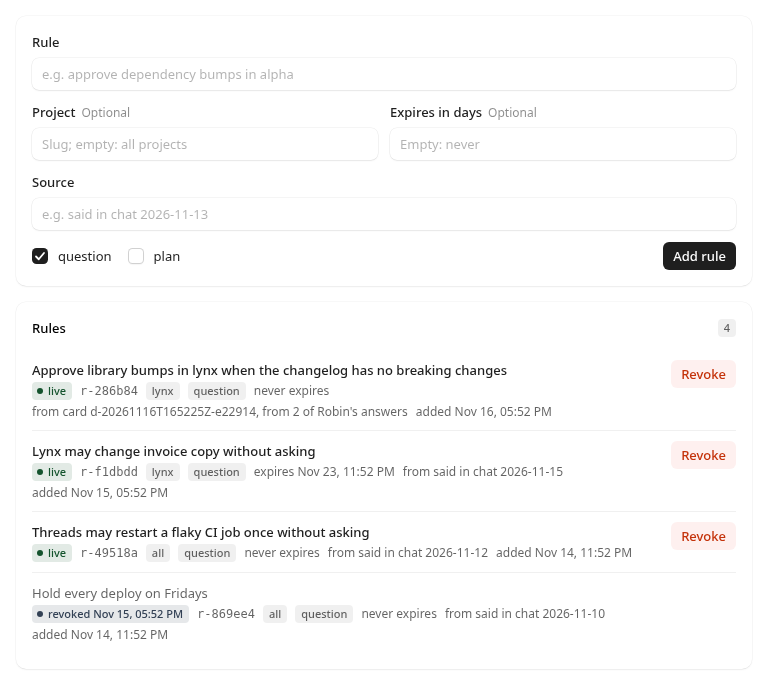 Rule
e.g. approve dependency bumps in alpha
Project Optional
Slug; empty: all projects
Expires in days Optional
Empty: never
Source
e.g. said in chat 2026-11-13
question plan Add rule
Rules 4
Approve library bumps in lynx when the changelog has no breaking changes Revoke
live r-286b84 lynx question never expires
from card d-20261116T165225Z-e22914, from 2 of Robin's answers added Nov 16, 05:52 PM
Lynx may change invoice copy without asking Revoke
live r-f1dbdd lynx question expires Nov 23, 11:52 PM from said in chat 2026-11-15
added Nov 15, 05:52 PM
Threads may restart a flaky CI job once without asking Revoke
live r-49518a all question never expires from said in chat 2026-11-12 added Nov 14, 11:52 PM
Hold every deploy on Fridays
revoked Nov 15, 05:52 PM r-869ee4 all question never expires from said in chat 2026-11-10
added Nov 14, 11:52 PM